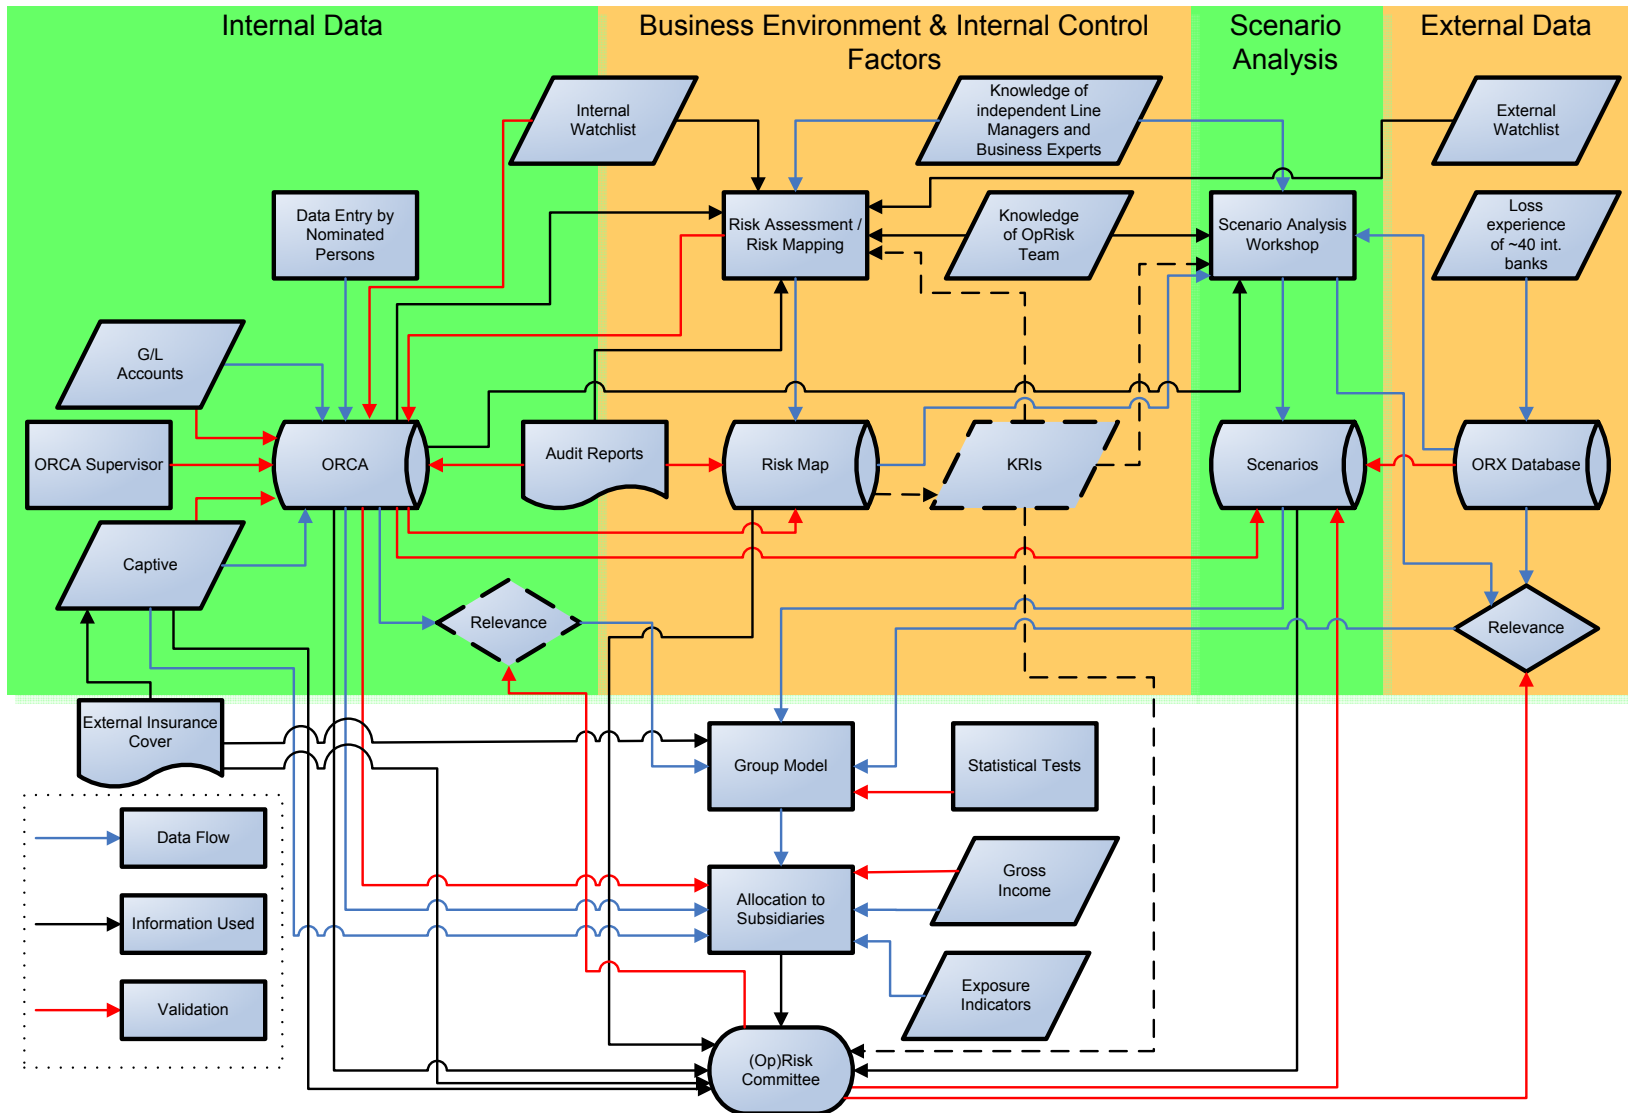 Internal Data
Business Environment & Internal Control
Factors
Scenario
Analysis
External Data
Internal
Watchlist
Knowledge of
independent Line
Managers and
Business Experts
External
Watchlist
Data Entry by
Nominated
Persons
Risk Assessment /
Risk Mapping
Knowledge
of OpRisk
Team
Scenario Analysis
Workshop
Loss
experience
of ~40 int.
banks
G/L
Accounts
ORCA Supervisor
ORCA
Audit Reports
Risk Map
KRIs
Scenarios
ORX Database
Captive
Relevance
Relevance
External Insurance
Cover
Group Model
Statistical Tests
Data Flow
Information Used
Validation
Allocation to
Subsidiaries
Gross
Income
Exposure
Indicators
(Op)Risk
Committee